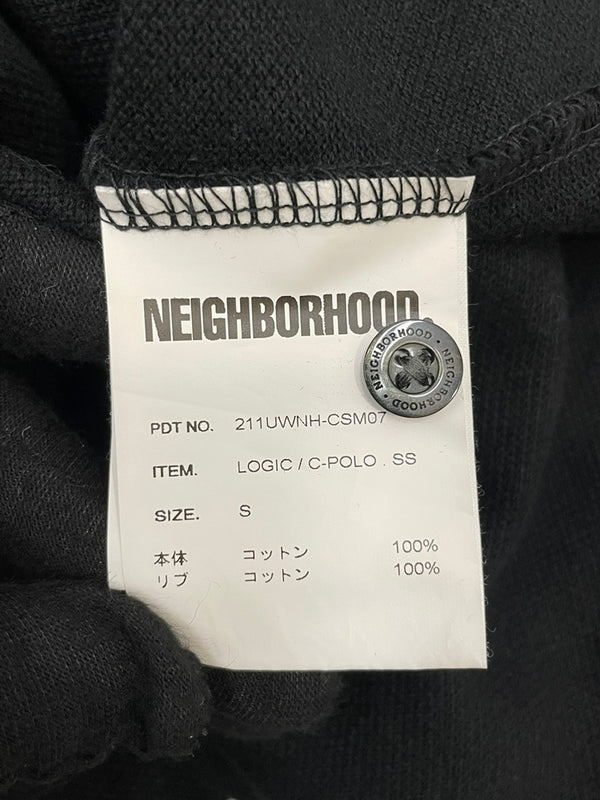 NEIGHBORHOOD.
NEIGHBORHOOD • NEIGHBORHOOD •
PDT NO. 211UWNH-CSM07
ITEM. LOGIC / C-POLO . SS
SIZE. S
本体 コットン 100%
リブ コットン 100%